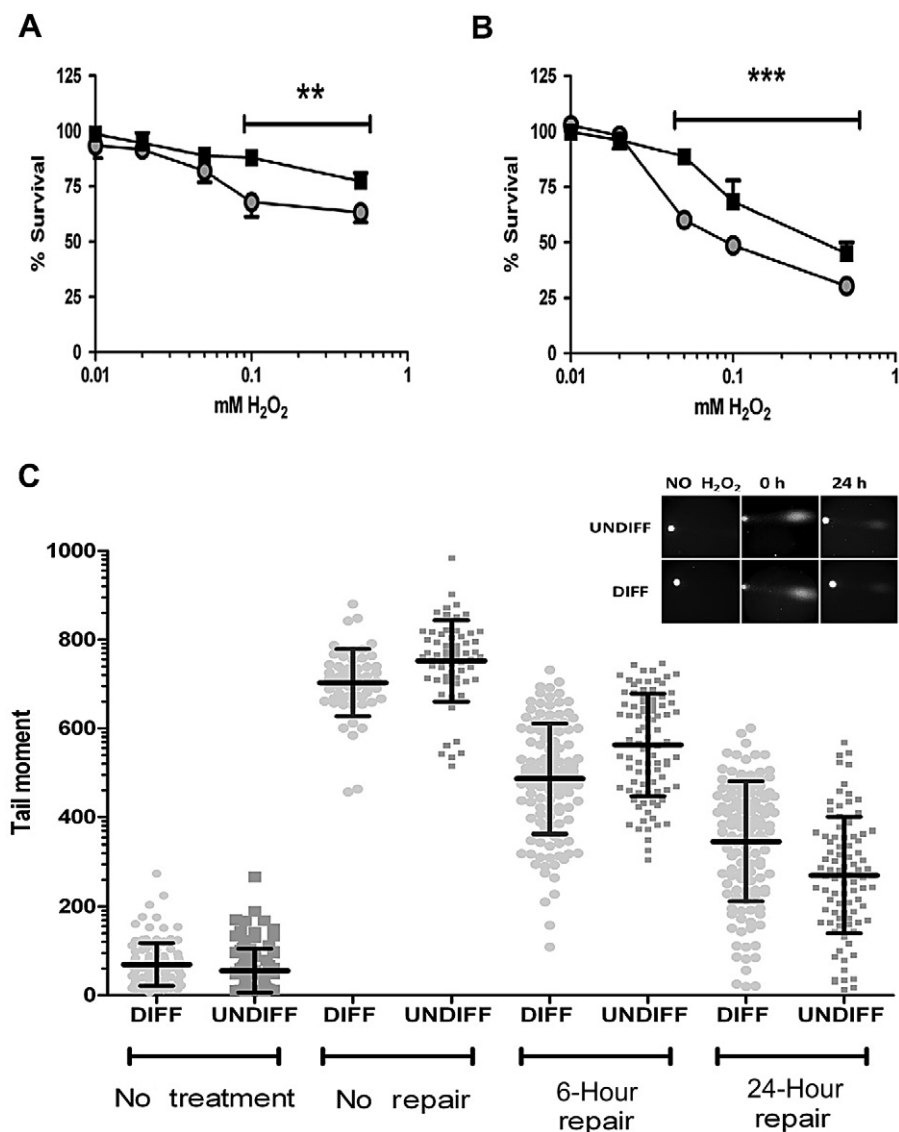 A
125
100
75
50
25
0
% Survival
**
0.01 0.1 1
mM H₂O₂
B
125
100
75
50
25
0
% Survival
***
0.01 0.1 1
mM H₂O₂
C
NO H₂O₂ 0 h 24 h
UNDIFF
DIFF
1000
800
600
400
200
0
Tail moment
DIFF UNDIFF DIFF UNDIFF DIFF UNDIFF DIFF UNDIFF
No treatment No repair 6-Hour repair 24-Hour repair